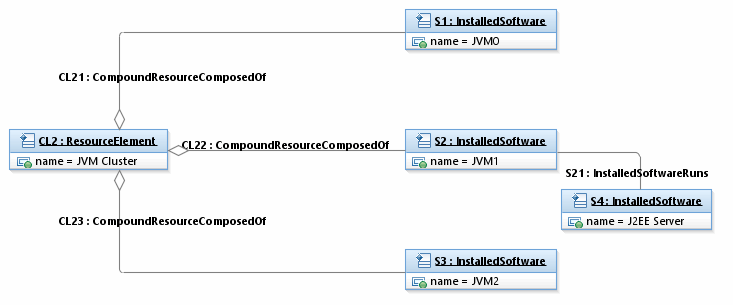 S1 : InstalledSoftware
name = JVM0
CL21 : CompoundResourceComposedOf
CL2 : ResourceElement
name = JVM Cluster
CL22 : CompoundResourceComposedOf
S2 : InstalledSoftware
name = JVM1
S21 : InstalledSoftwareRuns
S4 : InstalledSoftware
name = J2EE Server
CL23 : CompoundResourceComposedOf
S3 : InstalledSoftware
name = JVM2